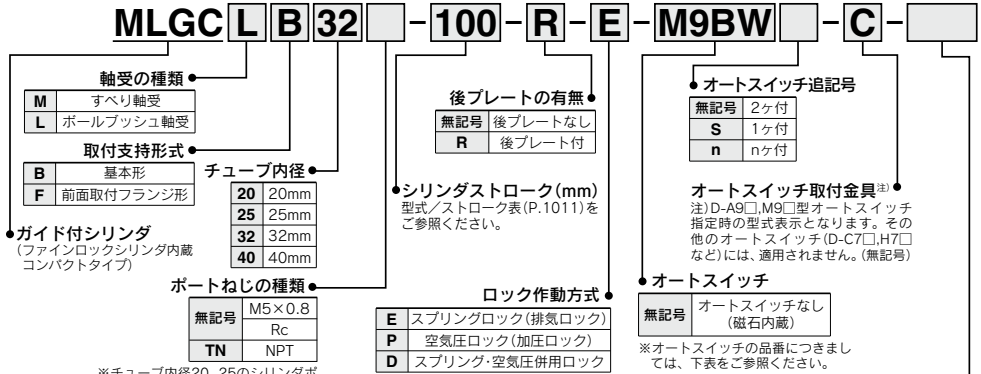 MLGC L B 32 □-100-R-E-M9BW □-C-□
軸受の種類
M すべり軸受
L ボールブッシュ軸受
取付支持形式
B 基本形
F 前面取付フランジ形
ガイド付シリンダ
(ファインロックシリンダ内蔵
コンパクトタイプ)
チューブ内径
20 20mm
25 25mm
32 32mm
40 40mm
ポートねじの種類
無記号 M5×0.8
Rc
TN NPT
※チューブ内径20、25のシリンダポ
後プレートの有無
無記号 後プレートなし
R 後プレート付
シリンダストローク(mm)
型式/ストローク表(P.1011)を
ご参照ください。
ロック作動方式
E スプリングロック(排気ロック)
P 空気圧ロック(加圧ロック)
D スプリング・空気圧併用ロック
オートスイッチ追記号
無記号 2ヶ付
S 1ヶ付
n nヶ付
オートスイッチ取付金具注)
注)D-A9□,M9□型オートスイッチ
指定時の型式表示となります。その
他のオートスイッチ(D-C7□,H7□
など)には、適用されません。(無記号)
オートスイッチ
無記号 オートスイッチなし
(磁石内蔵)
※オートスイッチの品番につきまし
ては、下表をご参照ください。